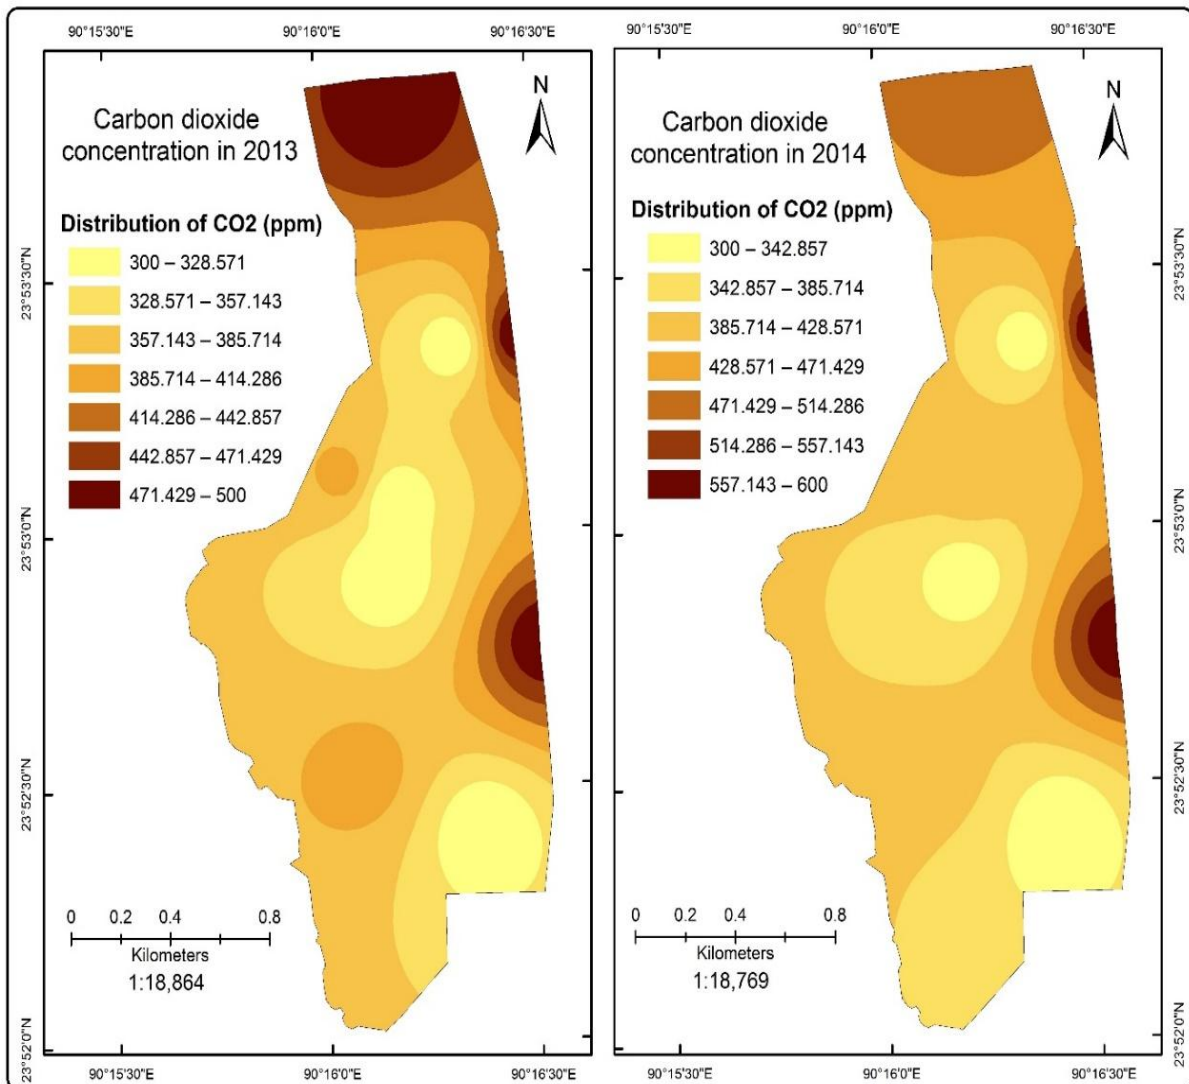 90°15'30"E 90°16'0"E 90°16'30"E
Carbon dioxide
concentration in 2013
N
Distribution of CO2 (ppm)
300 – 328.571
328.571 – 357.143
357.143 – 385.714
385.714 – 414.286
414.286 – 442.857
442.857 – 471.429
471.429 – 500
23°53'30"N
23°53'0"N
23°52'30"N
23°52'0"N
0 0.2 0.4 0.8
Kilometers
1:18,864
90°15'30"E 90°16'0"E 90°16'30"E
90°15'30"E 90°16'0"E 90°16'30"E
Carbon dioxide
concentration in 2014
N
Distribution of CO2 (ppm)
300 – 342.857
342.857 – 385.714
385.714 – 428.571
428.571 – 471.429
471.429 – 514.286
514.286 – 557.143
557.143 – 600
23°53'30"N
23°53'0"N
23°52'30"N
23°52'0"N
0 0.2 0.4 0.8
Kilometers
1:18,769
90°15'30"E 90°16'0"E 90°16'30"E